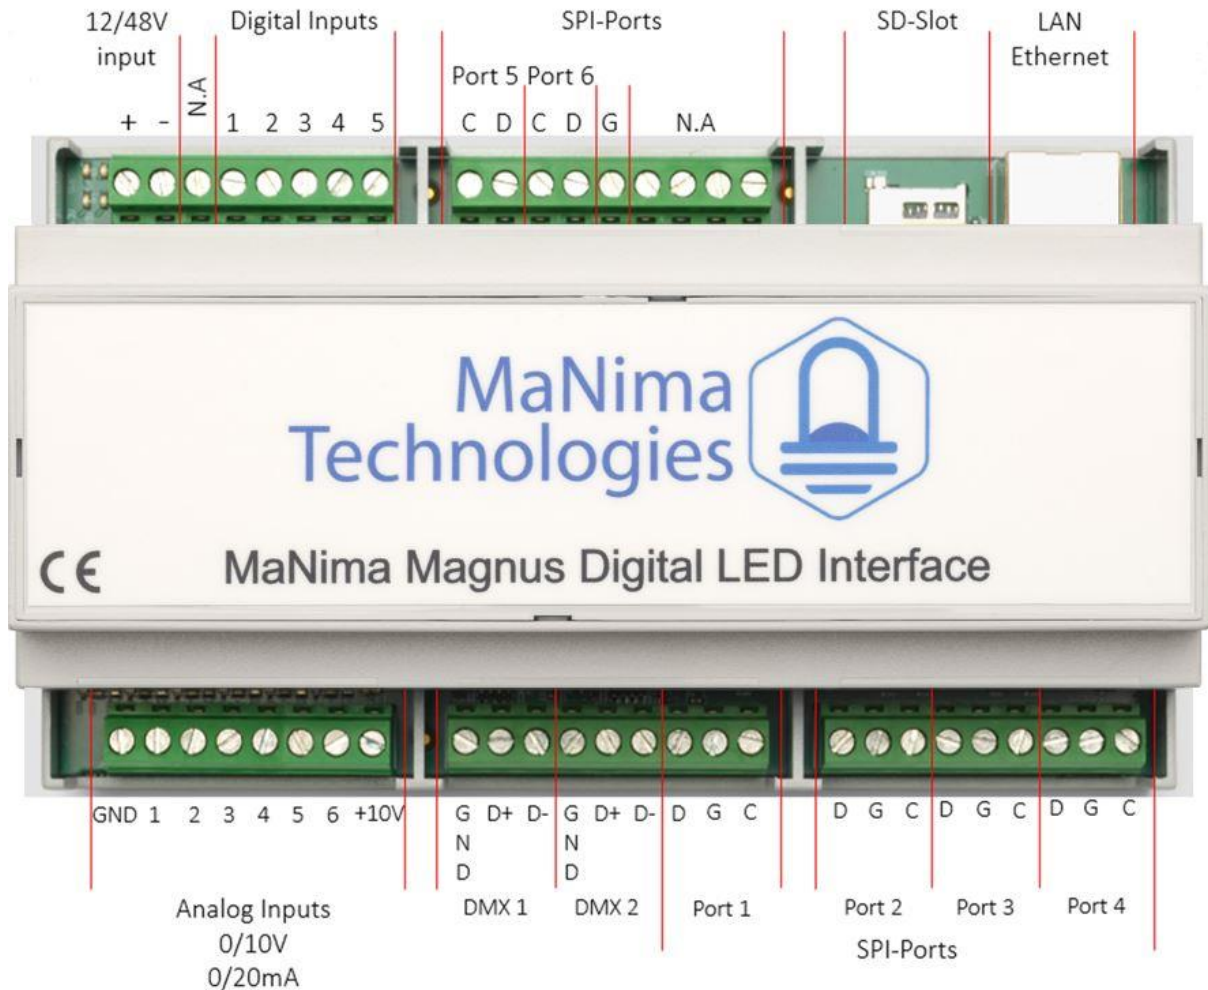 12/48V
input
Digital Inputs
SPI-Ports
SD-Slot
LAN
Ethernet
N.A
Port 5 Port 6
+ - 1 2 3 4 5
C D C D G N.A
MaNima
Technologies
CE MaNima Magnus Digital LED Interface
GND 1 2 3 4 5 6 +10V
GND D+ D- GND D+ D- D G C
D G C D G C D G C
Analog Inputs
0/10V
0/20mA
DMX 1 DMX 2 Port 1
Port 2 Port 3 Port 4
SPI-Ports